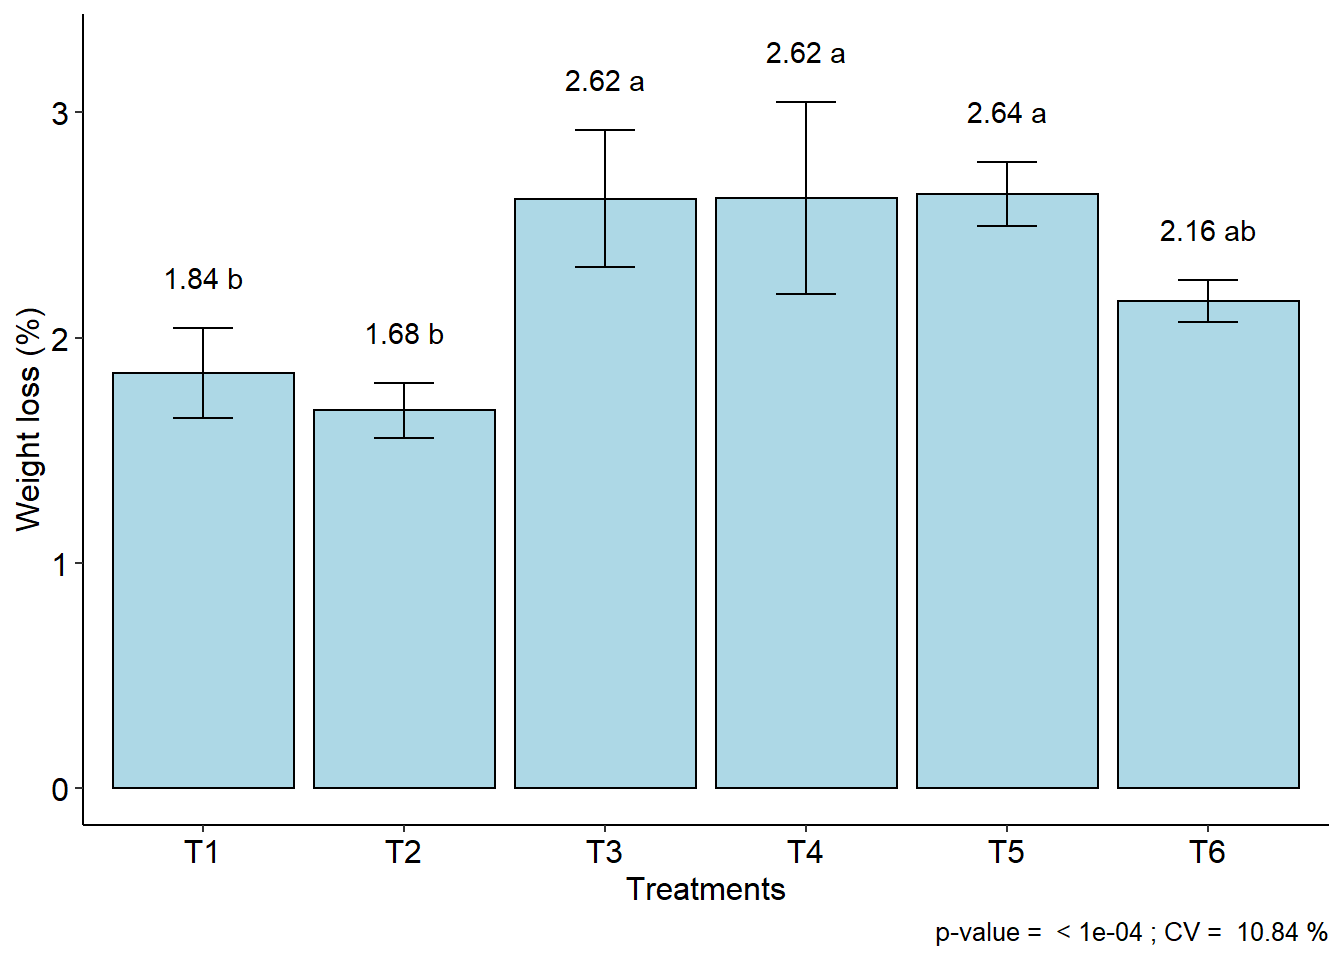 2.62 a
2.62 a
2.64 a
2.16 ab
1.84 b
1.68 b
3
2
1
0
Weight loss (%)
T1 T2 T3 T4 T5 T6
Treatments
p-value =  < 1e-04 ; CV =  10.84 %